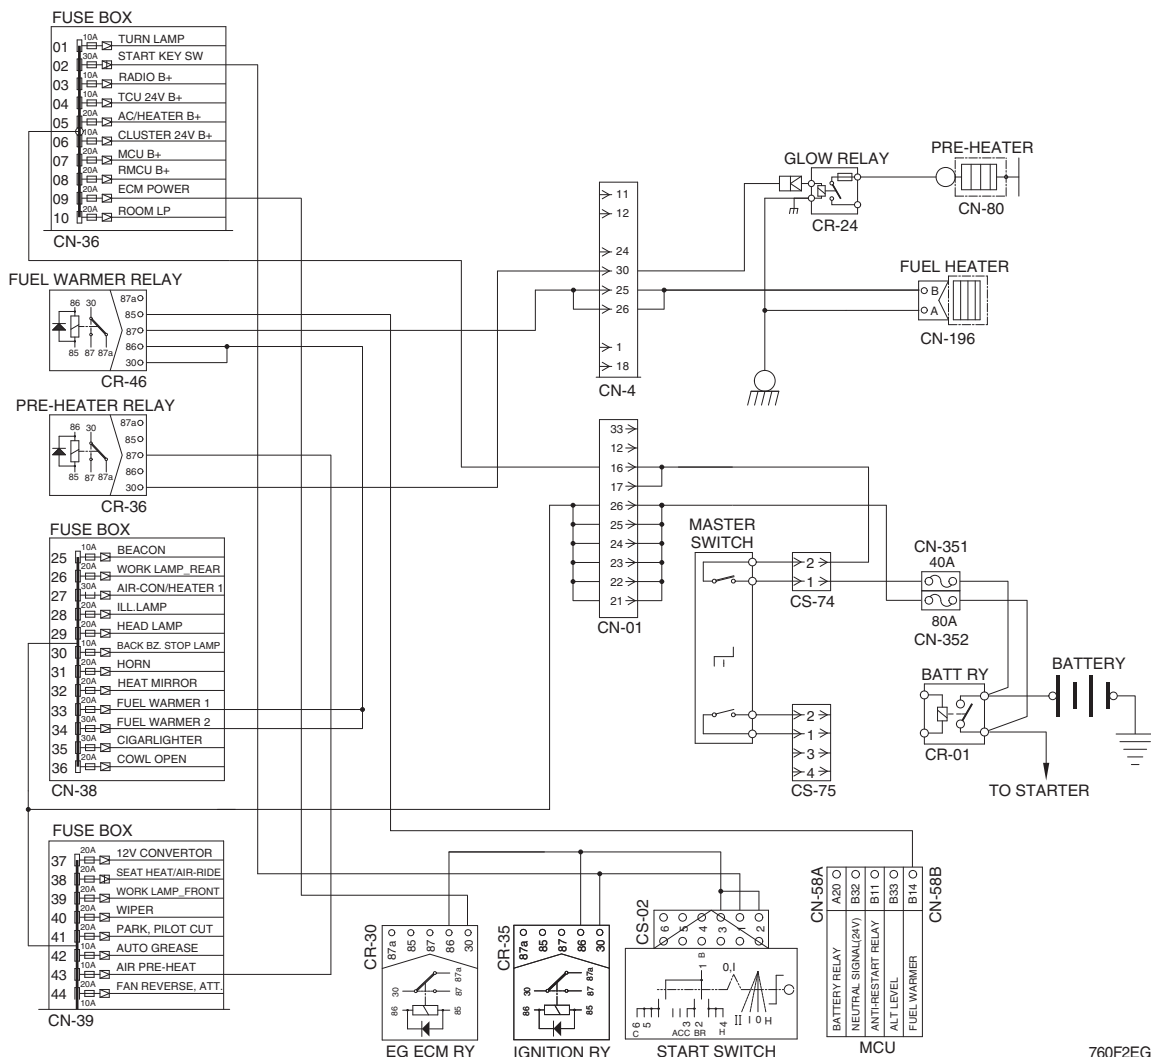 FUSE BOX
01 10A TURN LAMP
02 30A START KEY SW
03 10A RADIO B+
04 10A TCU 24V B+
05 20A AC/HEATER B+
06 10A CLUSTER 24V B+
07 20A MCU B+
08 20A RMCU B+
09 20A ECM POWER
10 20A ROOM LP
CN-36
FUEL WARMER RELAY
86 30
85 87 87a
87a
85
87
86
30
CR-46
PRE-HEATER RELAY
86 30
85 87 87a
87a
85
87
86
30
CR-36
FUSE BOX
25 10A BEACON
26 20A WORK LAMP_REAR
27 30A AIR-CON/HEATER 1
28 20A ILL.LAMP
29 20A HEAD LAMP
30 10A BACK BZ. STOP LAMP
31 20A HORN
32 20A HEAT MIRROR
33 20A FUEL WARMER 1
34 30A FUEL WARMER 2
35 30A CIGARLIGHTER
36 20A COWL OPEN
CN-38
FUSE BOX
37 20A 12V CONVERTOR
38 20A SEAT HEAT/AIR-RIDE
39 20A WORK LAMP_FRONT
40 20A WIPER
41 20A PARK, PILOT CUT
42 10A AUTO GREASE
43 10A AIR PRE-HEAT
44 20A FAN REVERSE, ATT.
10A
CN-39
11
12
24
30
25
26
1
18
CN-4
GLOW RELAY
CR-24
PRE-HEATER
CN-80
FUEL HEATER
B
A
CN-196
33
12
16
17
26
25
24
23
22
21
CN-01
MASTER
SWITCH
2
1
CS-74
2
1
3
4
CS-75
CN-351
40A
80A
CN-352
BATT RY
CR-01
BATTERY
TO STARTER
CR-30
87a 85 87 86 30
30 87a
87
86 85
EG ECM RY
CR-35
87a 85 87 86 30
30 87a
87
86 85
IGNITION RY
CS-02
6 5 4 3 1 2
1 B
0,I
6 5 3 2 4
C ACC BR H
II I 0 H
START SWITCH
CN-58A
A20 B32 B11 B33 B14
CN-58B
BATTERY RELAY
NEUTRAL SIGNAL(24V)
ANTI-RESTART RELAY
ALT LEVEL
FUEL WARMER
MCU
760F2EG